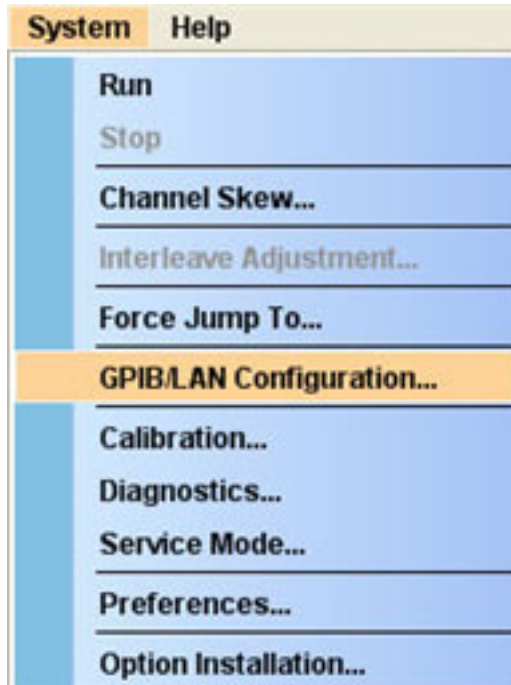 System Help
Run
Stop
Channel Skew...
Interleave Adjustment...
Force Jump To...
GPIB/LAN Configuration...
Calibration...
Diagnostics...
Service Mode...
Preferences...
Option Installation...